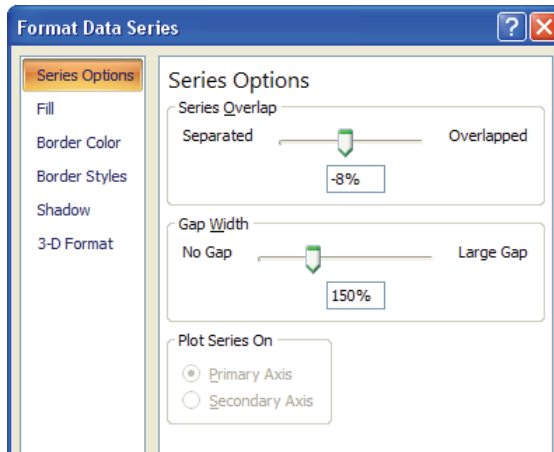 Format Data Series
?
X
Series Options
Fill
Border Color
Border Styles
Shadow
3-D Format
Series Options
Series Overlap
Separated Overlapped
-8%
Gap Width
No Gap Large Gap
150%
Plot Series On
Primary Axis
Secondary Axis